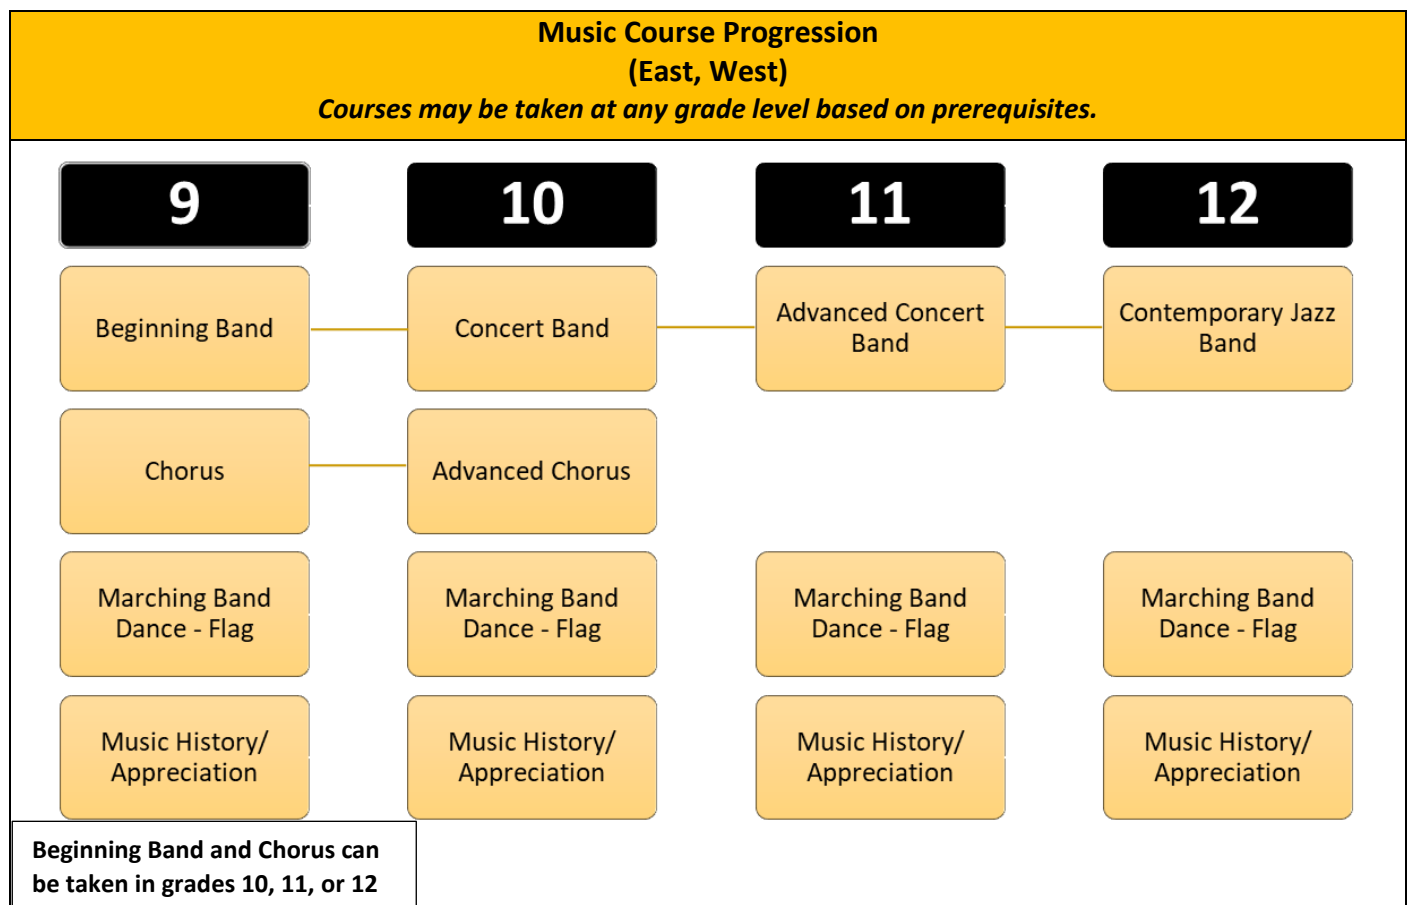 Music Course Progression
(East, West)
Courses may be taken at any grade level based on prerequisites.
9
10
11
12
Beginning Band
Concert Band
Advanced Concert
Band
Contemporary Jazz
Band
Chorus
Advanced Chorus
Marching Band
Dance - Flag
Marching Band
Dance - Flag
Marching Band
Dance - Flag
Marching Band
Dance - Flag
Music History/
Appreciation
Music History/
Appreciation
Music History/
Appreciation
Music History/
Appreciation
Beginning Band and Chorus can
be taken in grades 10, 11, or 12